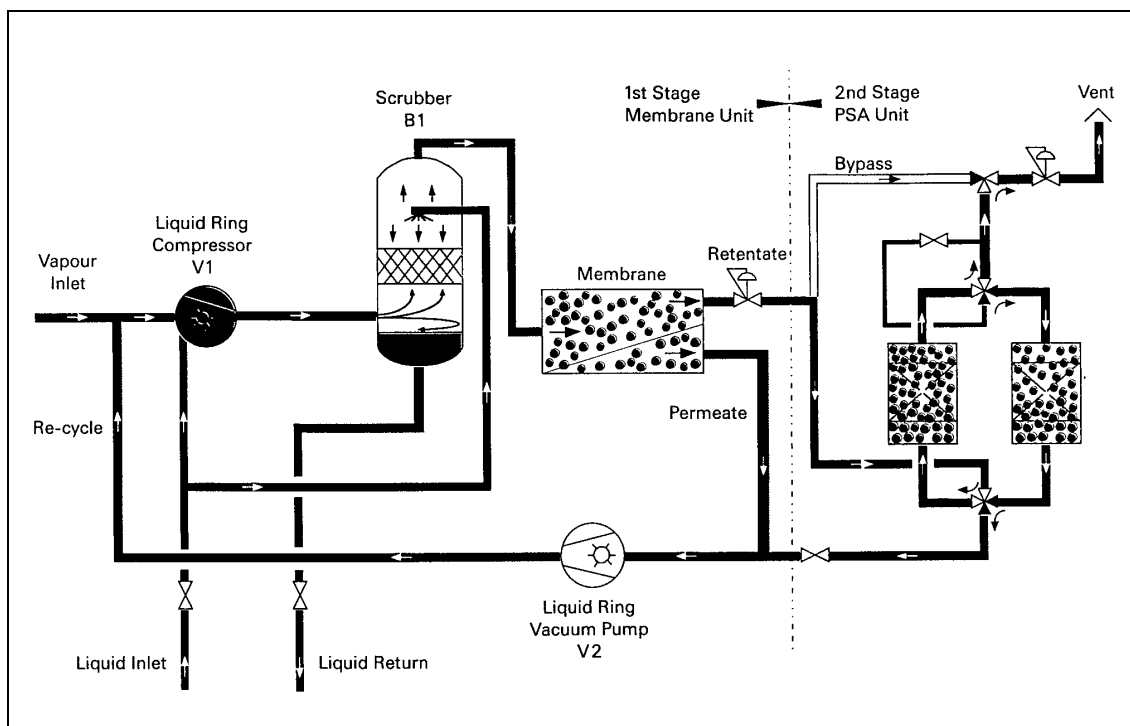 Scrubber
B1
1st Stage
Membrane Unit
2nd Stage
PSA Unit
Vent
Bypass
Liquid Ring
Compressor
V1
Vapour
Inlet
Membrane
Retentate
Re-cycle
Permeate
Liquid Ring
Vacuum Pump
V2
Liquid Inlet
Liquid Return